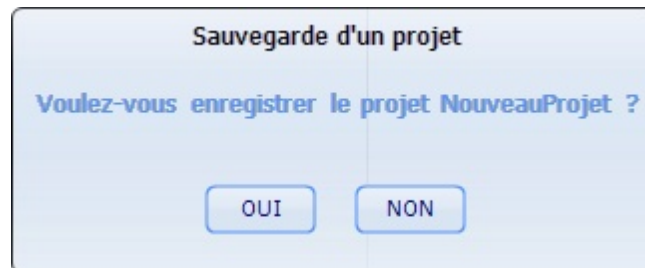 Sauvegarde d'un projet
Voulez-vous enregistrer le projet NouveauProjet ?
OUI NON